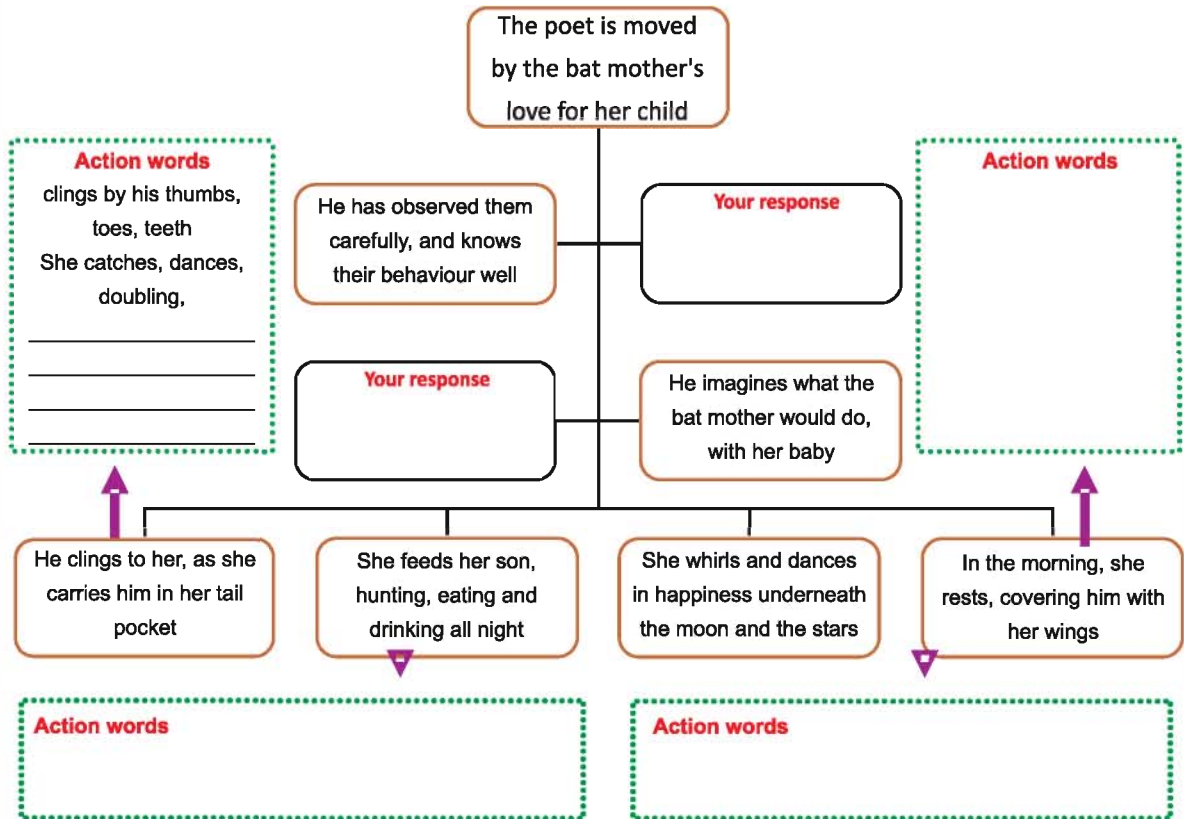 The poet is moved
by the bat mother's
love for her child
Action words
clings by his thumbs,
toes, teeth
She catches, dances,
doubling,
He has observed them
carefully, and knows
their behaviour well
Your response
Action words
Your response
He imagines what the
bat mother would do,
with her baby
He clings to her, as she
carries him in her tail
pocket
She feeds her son,
hunting, eating and
drinking all night
She whirls and dances
in happiness underneath
the moon and the stars
In the morning, she
rests, covering him with
her wings
Action words
Action words